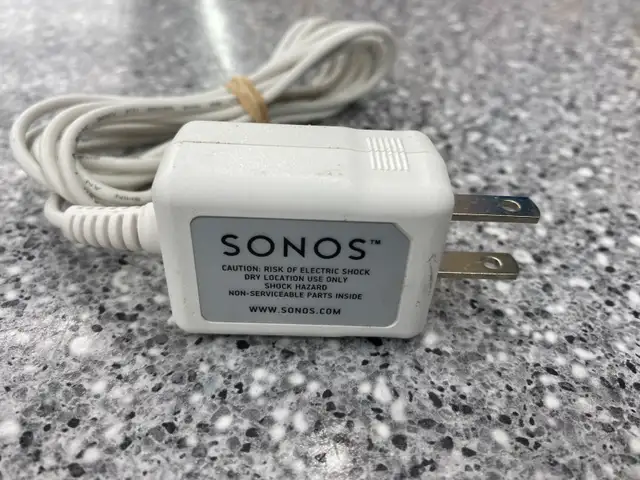 SONOS™
CAUTION: RISK OF ELECTRIC SHOCK
DRY LOCATION USE ONLY
SHOCK HAZARD
NON-SERVICEABLE PARTS INSIDE
WWW.SONOS.COM